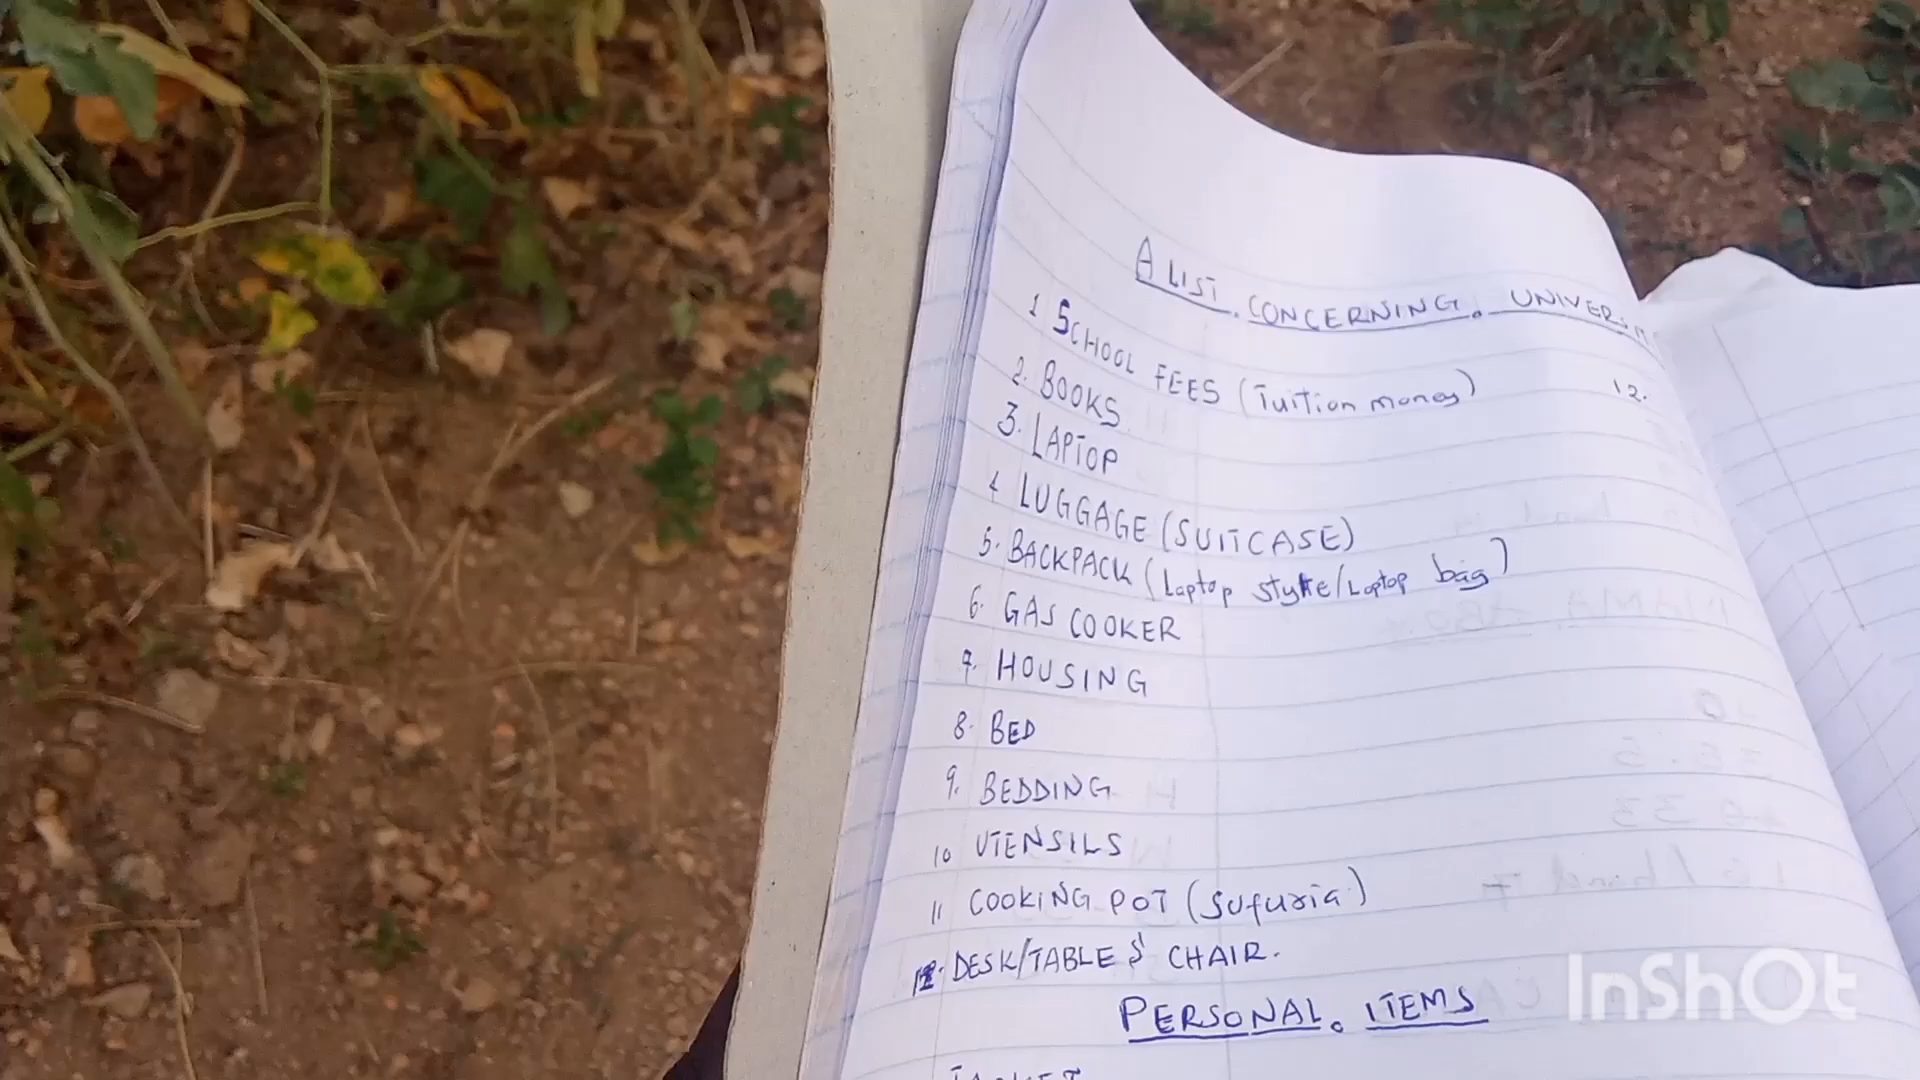 A LIST CONCERNING UNIVER
1 SCHOOL FEES (Tuition money)
12.
2. BOOKS
3. LAPTOP
4 LUGGAGE (SUITCASE)
5. BACKPACK (Laptop style/Laptop bag)
6. GAS COOKER
7. HOUSING
8. BED
9. BEDDING
10 UTENSILS
11 COOKING POT (Sufuria)
12. DESK/TABLE & CHAIR.
PERSONAL. ITEMS
InShOt